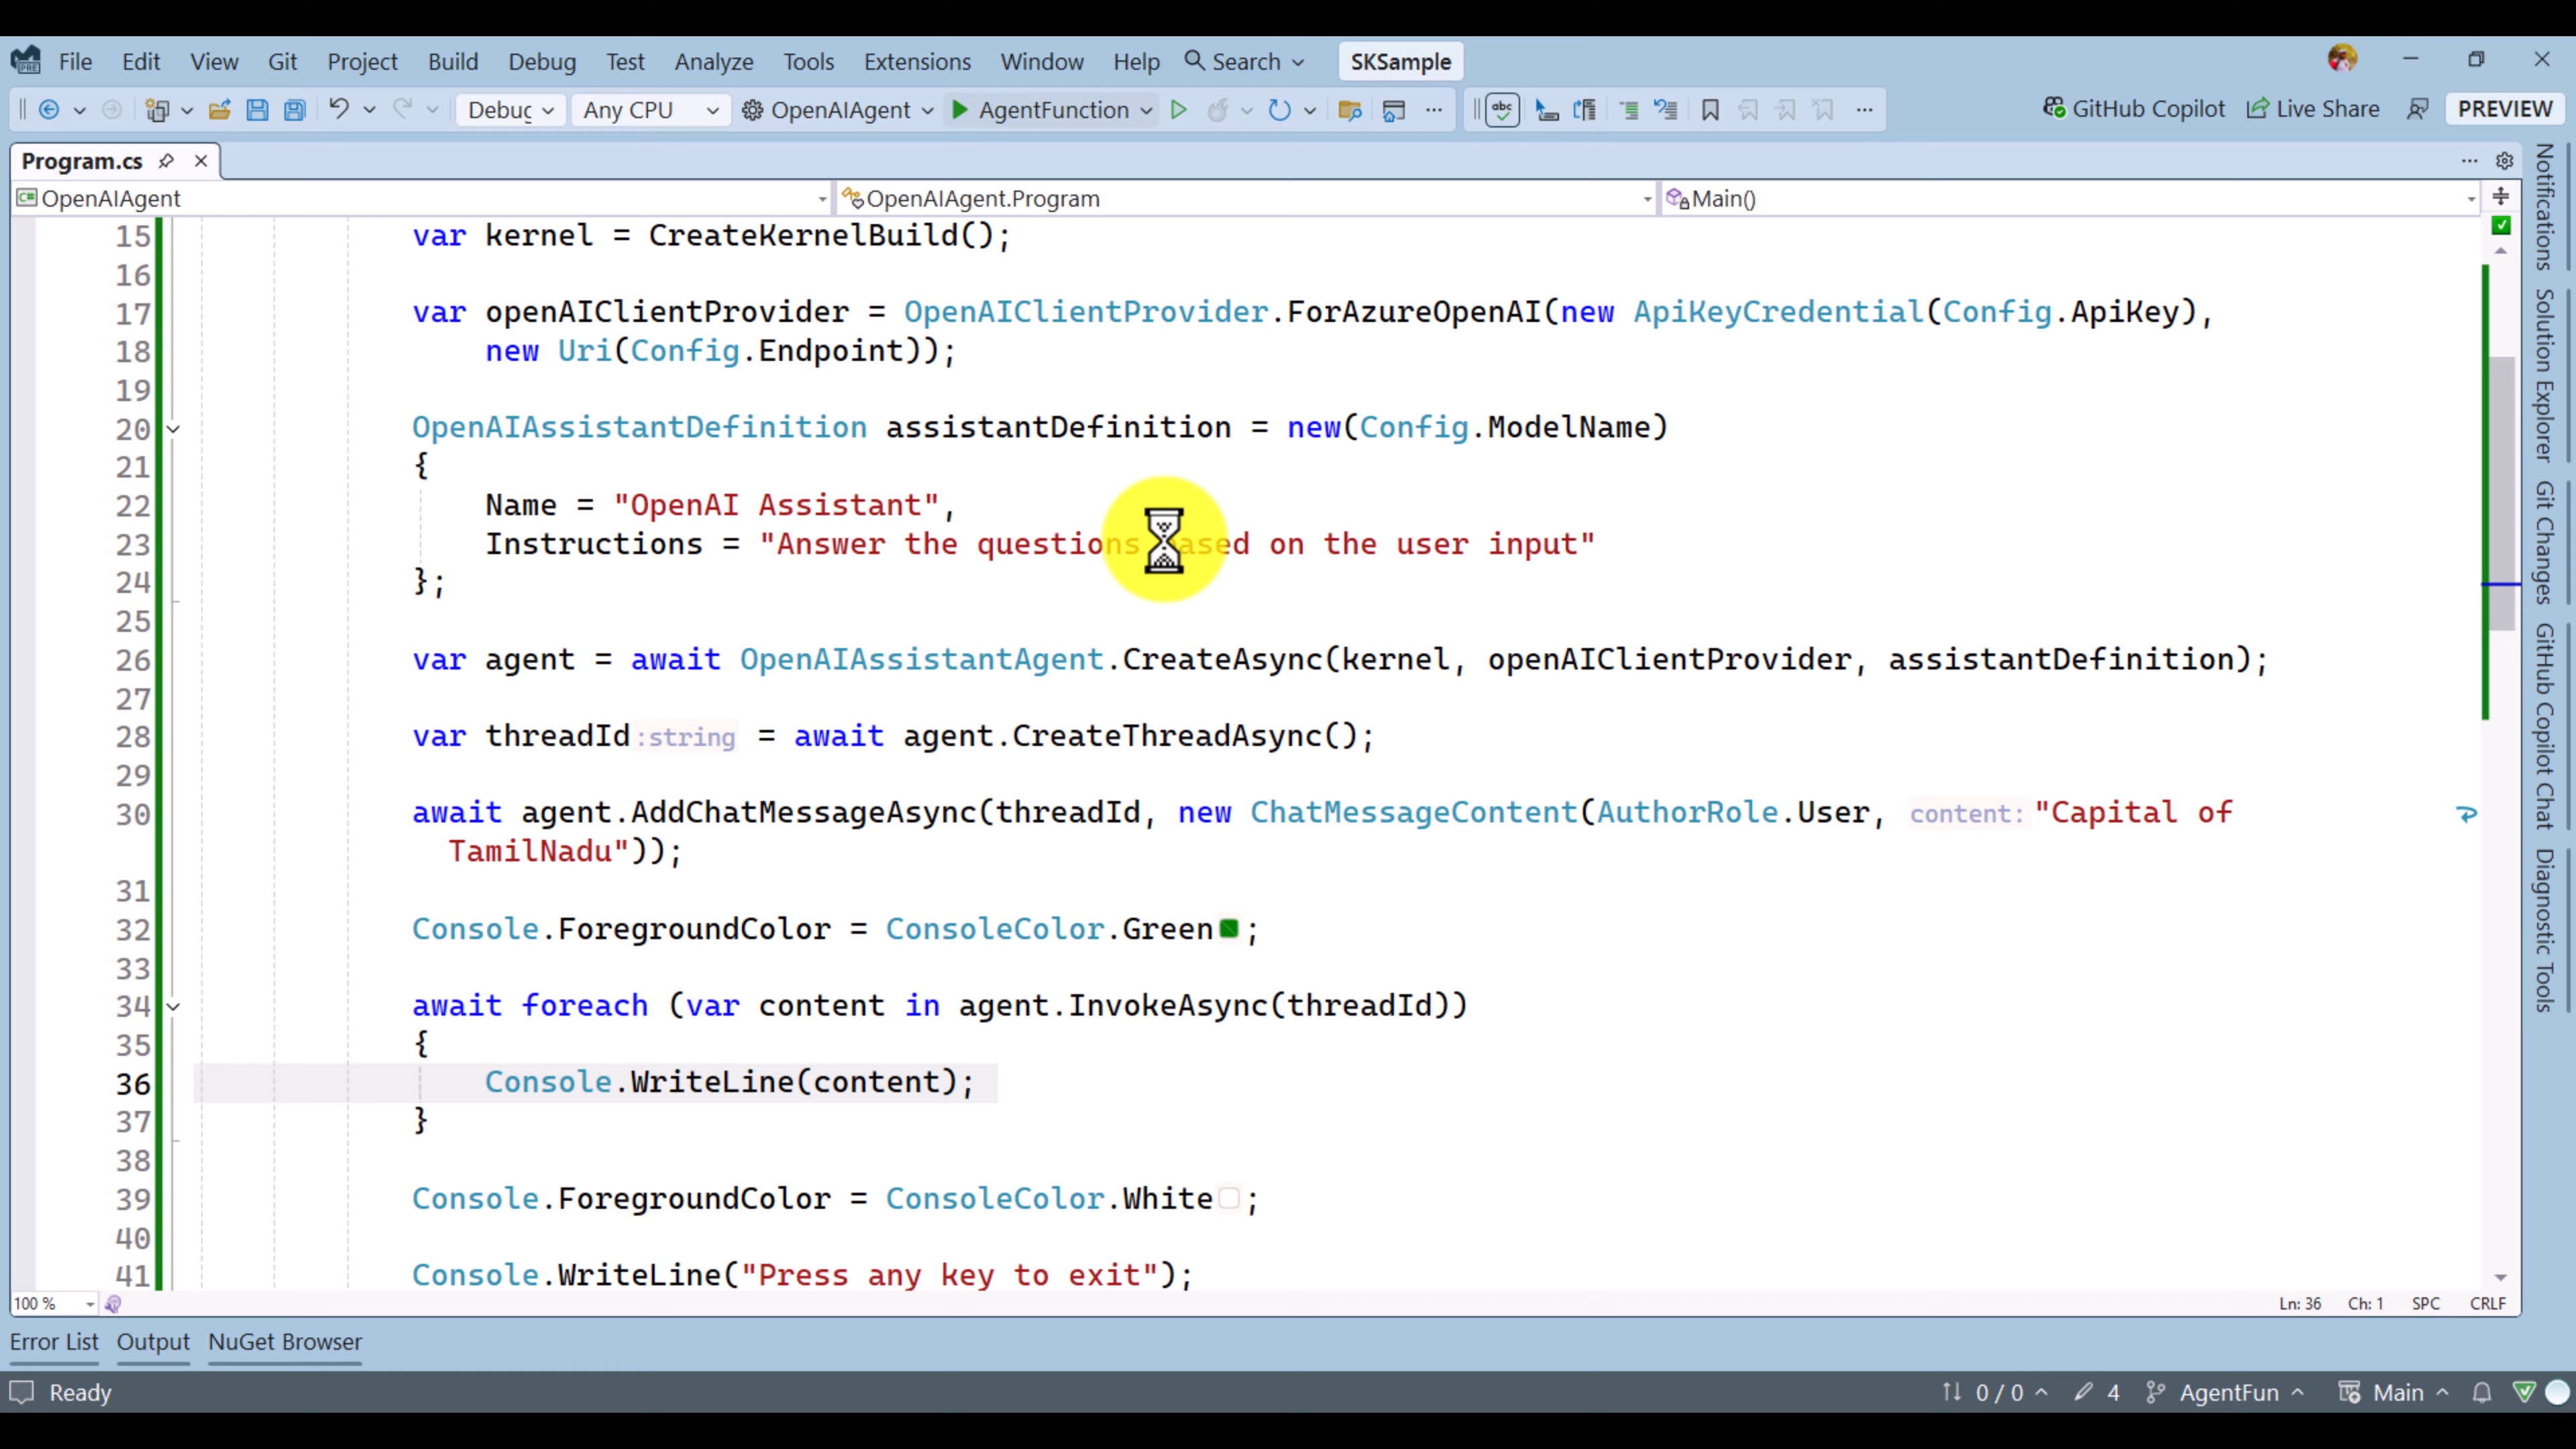 File Edit View Git Project Build Debug Test Analyze Tools Extensions Window Help Search SKSample
Debug Any CPU OpenAIAgent AgentFunction GitHub Copilot Live Share PREVIEW
Program.cs
OpenAIAgent OpenAIAgent.Program Main()
15 var kernel = CreateKernelBuild();
16
17 var openAIClientProvider = OpenAIClientProvider.ForAzureOpenAI(new ApiKeyCredential(Config.ApiKey),
18 new Uri(Config.Endpoint));
19
20 OpenAIAssistantDefinition assistantDefinition = new(Config.ModelName)
21 {
22 Name = "OpenAI Assistant",
23 Instructions = "Answer the questions based on the user input"
24 };
25
26 var agent = await OpenAIAssistantAgent.CreateAsync(kernel, openAIClientProvider, assistantDefinition);
27
28 var threadId:string = await agent.CreateThreadAsync();
29
30 await agent.AddChatMessageAsync(threadId, new ChatMessageContent(AuthorRole.User, content:"Capital of
TamilNadu"));
31
32 Console.ForegroundColor = ConsoleColor.Green;
33
34 await foreach (var content in agent.InvokeAsync(threadId))
35 {
36 Console.WriteLine(content);
37 }
38
39 Console.ForegroundColor = ConsoleColor.White;
40
41 Console.WriteLine("Press any key to exit");
100 % Ln: 36 Ch: 1 SPC CRLF
Error List Output NuGet Browser
Ready 0 / 0 4 AgentFun Main
Notifications
Solution Explorer
Git Changes
GitHub Copilot Chat
Diagnostic Tools